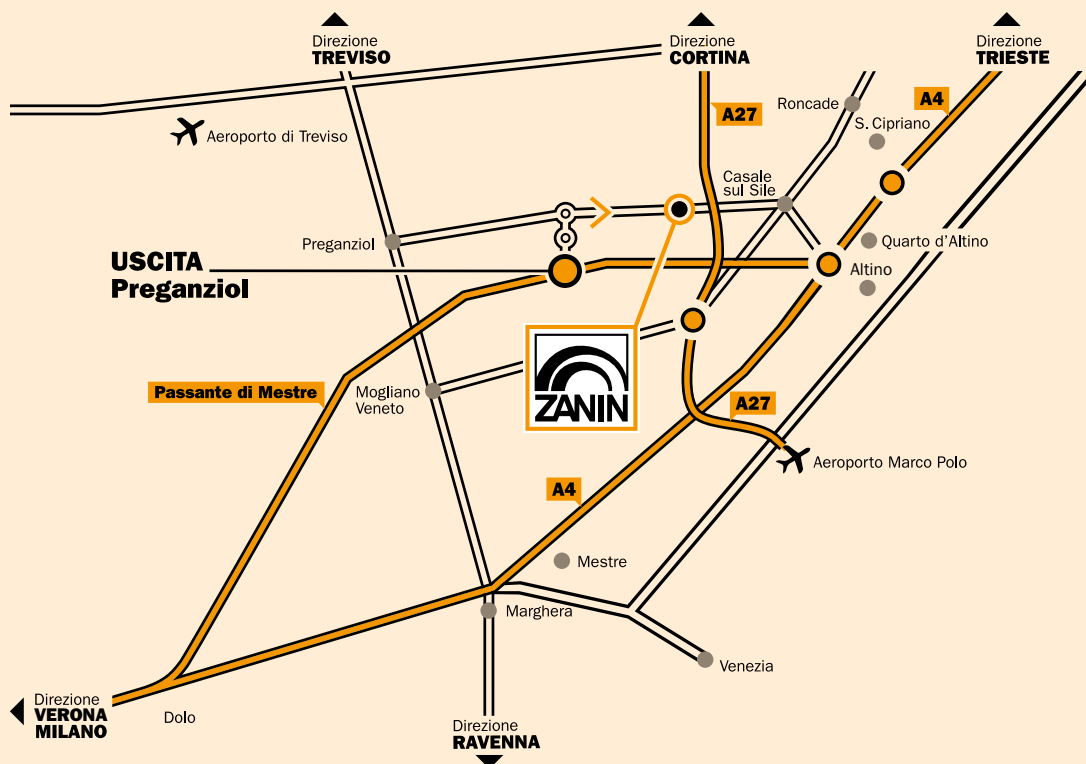 Direzione
TREVISO
Direzione
CORTINA
Direzione
TRIESTE
A27
A4
Roncade
S. Cipriano
Aeroporto di Treviso
Casale
sul Sile
Preganziol
Quarto d'Altino
USCITA
Preganziol
Altino
Passante di Mestre
Mogliano
Veneto
ZANIN
A27
Aeroporto Marco Polo
A4
Mestre
Marghera
Venezia
Direzione
VERONA
MILANO
Dolo
Direzione
RAVENNA